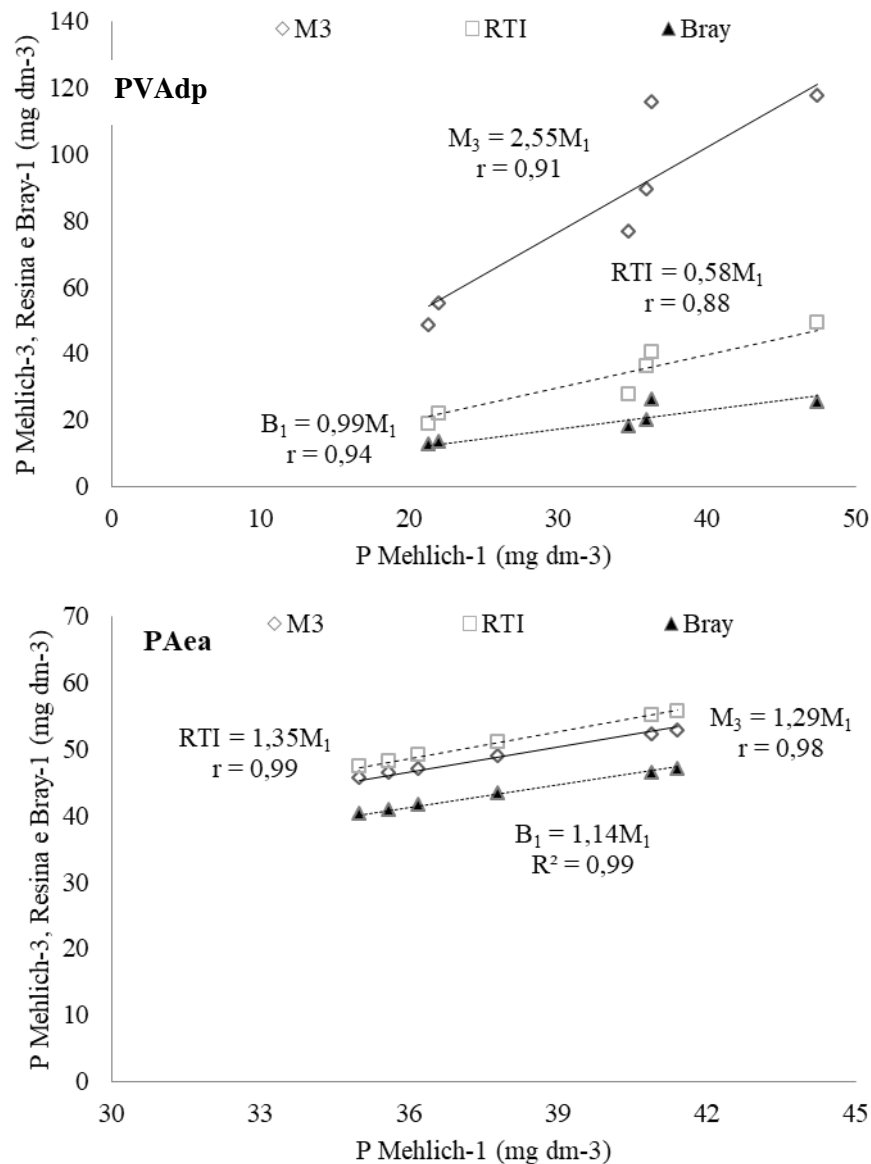 M3 RTI Bray
PVAdp
P Mehlich-3, Resina e Bray-1 (mg dm-3)
140
120
100
80
60
40
20
0
M₃ = 2,55M₁
r = 0,91
RTI = 0,58M₁
r = 0,88
B₁ = 0,99M₁
r = 0,94
0 10 20 30 40 50
P Mehlich-1 (mg dm-3)
M3 RTI Bray
PAea
P Mehlich-3, Resina e Bray-1 (mg dm-3)
70
60
50
40
30
20
10
0
RTI = 1,35M₁
r = 0,99
M₃ = 1,29M₁
r = 0,98
B₁ = 1,14M₁
R² = 0,99
30 33 36 39 42 45
P Mehlich-1 (mg dm-3)